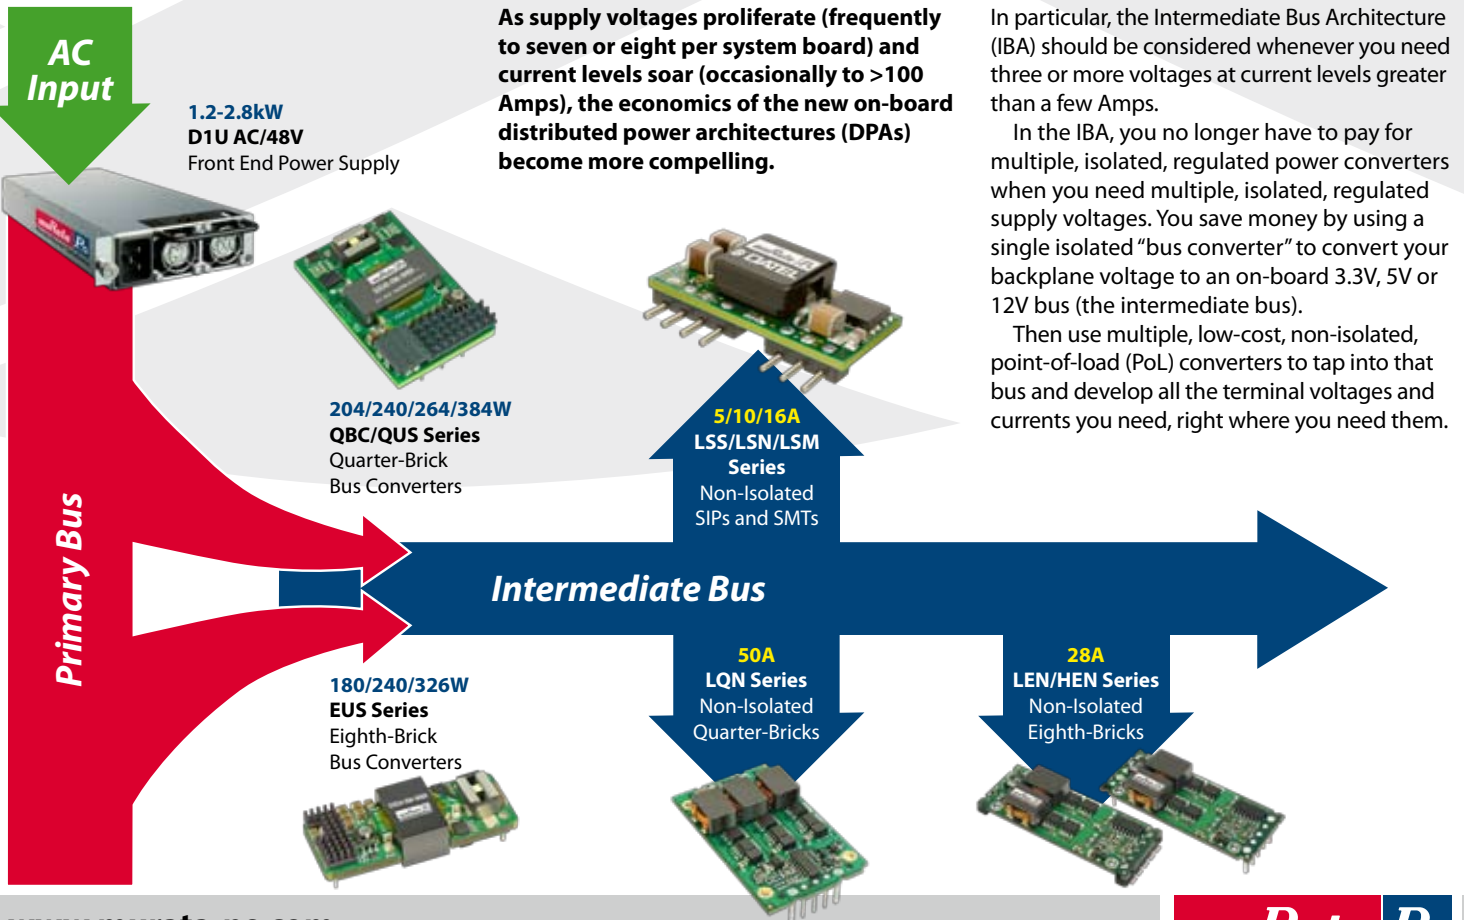 AC
Input
1.2-2.8kW
D1U AC/48V
Front End Power Supply
As supply voltages proliferate (frequently
to seven or eight per system board) and
current levels soar (occasionally to >100
Amps), the economics of the new on-board
distributed power architectures (DPAs)
become more compelling.
In particular, the Intermediate Bus Architecture
(IBA) should be considered whenever you need
three or more voltages at current levels greater
than a few Amps.
In the IBA, you no longer have to pay for
multiple, isolated, regulated power converters
when you need multiple, isolated, regulated
supply voltages. You save money by using a
single isolated “bus converter” to convert your
backplane voltage to an on-board 3.3V, 5V or
12V bus (the intermediate bus).
Then use multiple, low-cost, non-isolated,
point-of-load (PoL) converters to tap into that
bus and develop all the terminal voltages and
currents you need, right where you need them.
muRata Ps
DATEL
204/240/264/384W
QBC/QUS Series
Quarter-Brick
Bus Converters
5/10/16A
LSS/LSN/LSM
Series
Non-Isolated
SIPs and SMTs
Primary Bus
Intermediate Bus
180/240/326W
EUS Series
Eighth-Brick
Bus Converters
50A
LQN Series
Non-Isolated
Quarter-Bricks
28A
LEN/HEN Series
Non-Isolated
Eighth-Bricks